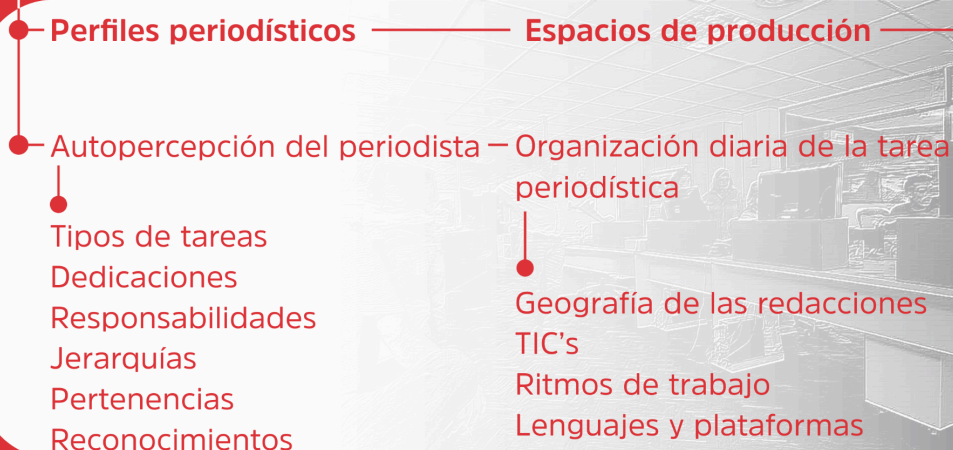 Perfiles periodísticos
Espacios de producción
Autopercepción del periodista
Organización diaria de la tarea
periodística
Tipos de tareas
Dedicaciones
Responsabilidades
Jerarquías
Pertenencias
Reconocimientos
Geografía de las redacciones
TIC’s
Ritmos de trabajo
Lenguajes y plataformas